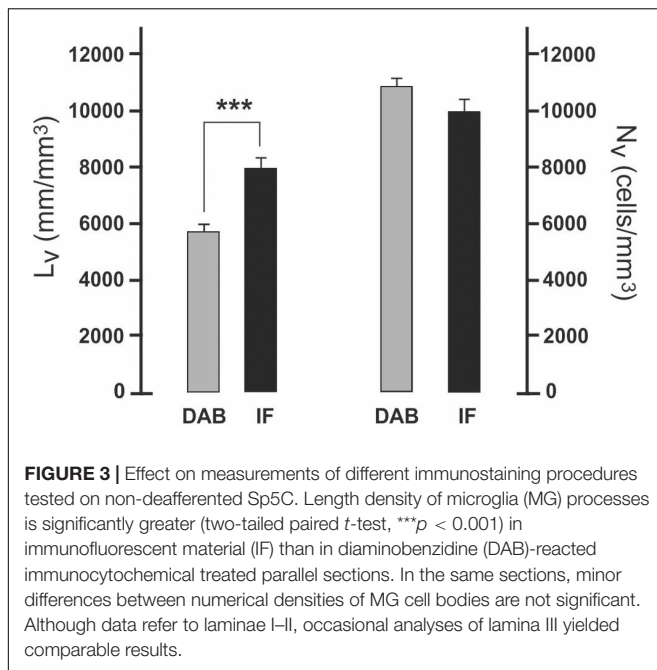 12000
12000
***
10000
10000
8000
8000
6000
6000
4000
4000
2000
2000
0
0
Lv (mm/mm³)
Nv (cells/mm³)
DAB IF DAB IF
FIGURE 3 | Effect on measurements of different immunostaining procedures
tested on non-deafferented Sp5C. Length density of microglia (MG) processes
is significantly greater (two-tailed paired t-test, ***p < 0.001) in
immunofluorescent material (IF) than in diaminobenzidine (DAB)-reacted
immunocytochemical treated parallel sections. In the same sections, minor
differences between numerical densities of MG cell bodies are not significant.
Although data refer to laminae I–II, occasional analyses of lamina III yielded
comparable results.